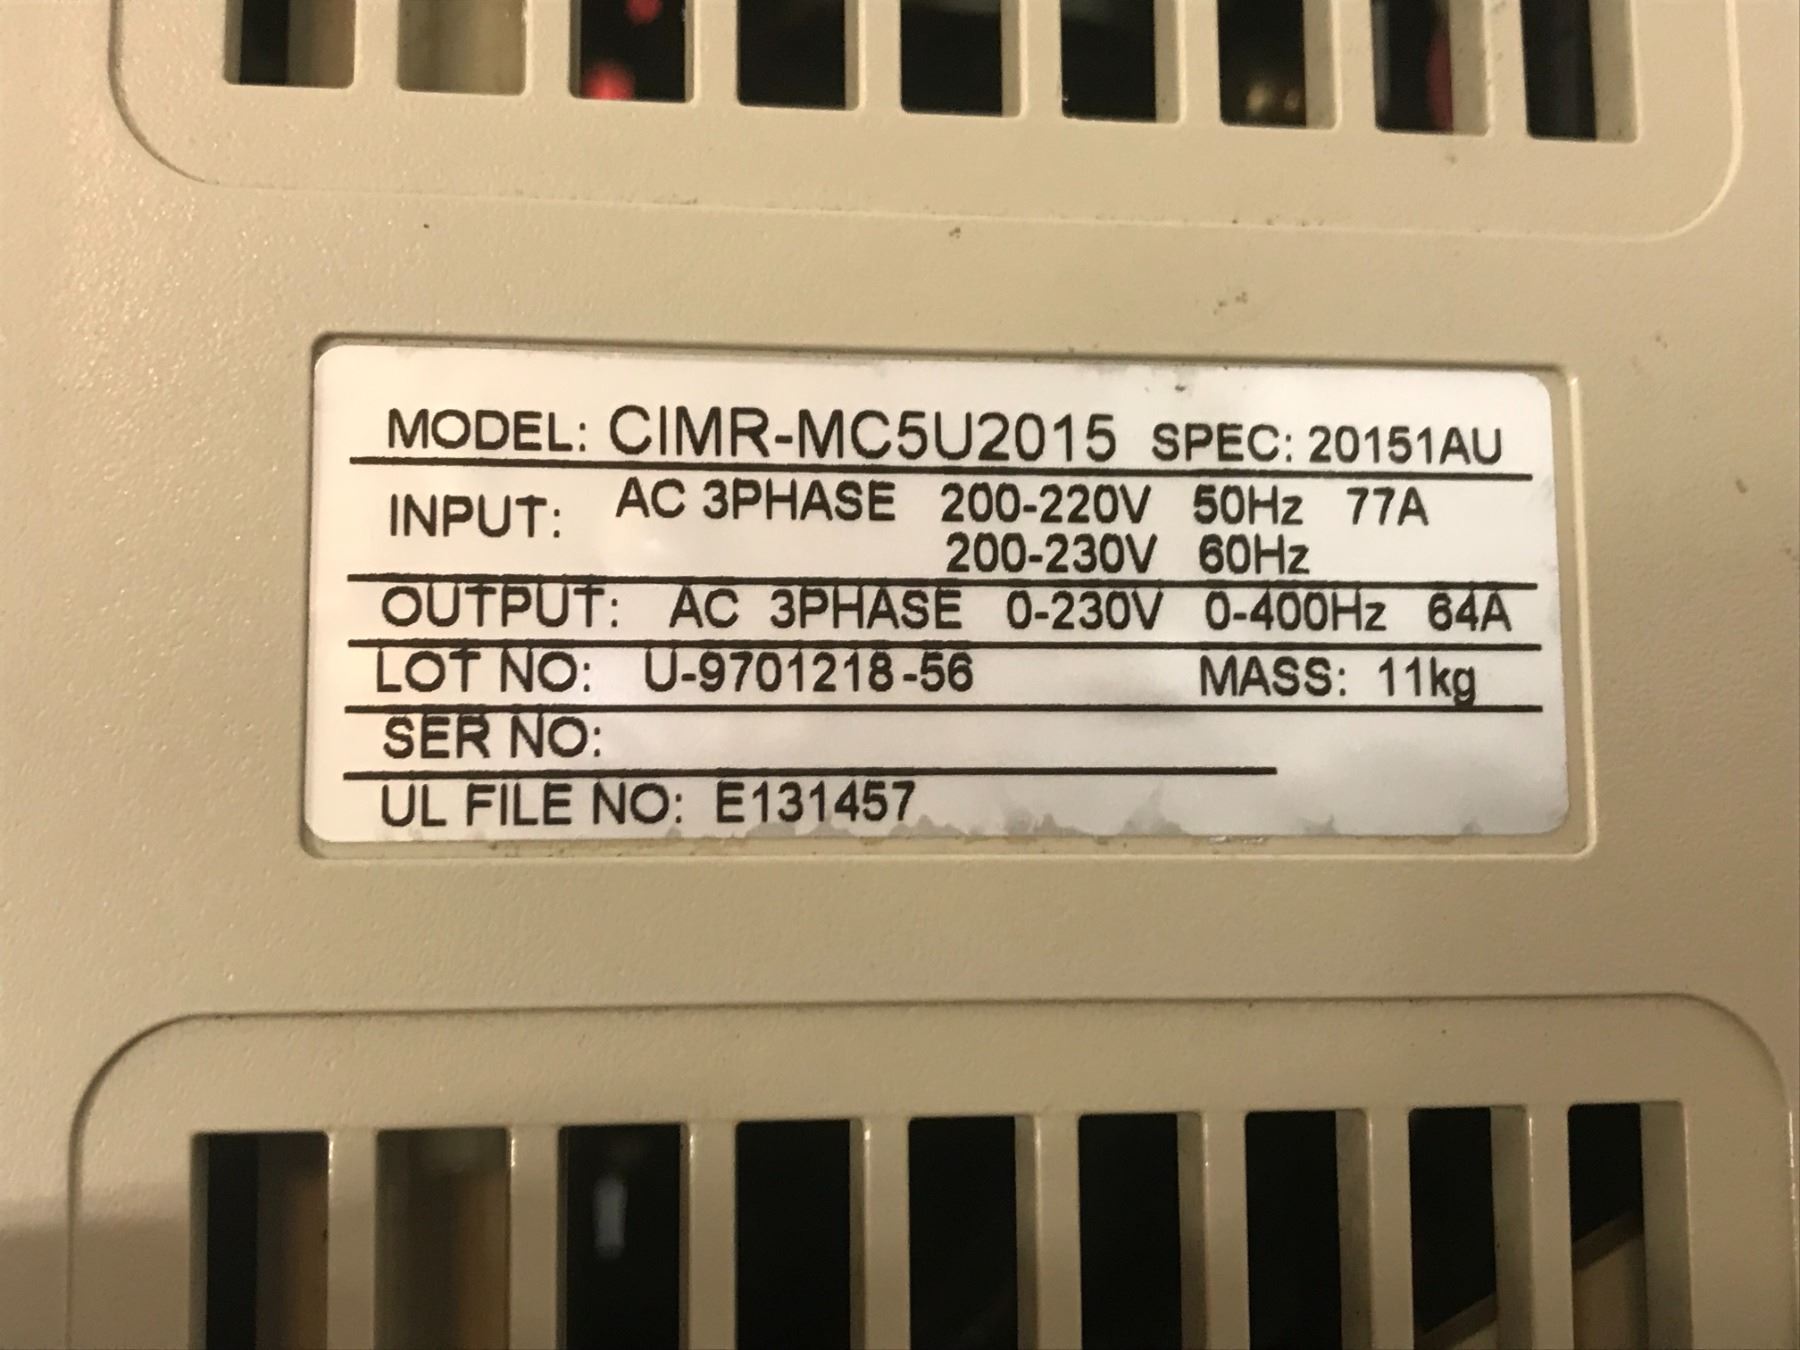 MODEL: CIMR-MC5U2015 SPEC: 20151AU
INPUT: AC 3PHASE 200-220V 50Hz 77A
200-230V 60Hz
OUTPUT: AC 3PHASE 0-230V 0-400Hz 64A
LOT NO: U-9701218-56 MASS: 11kg
SER NO:
UL FILE NO: E131457